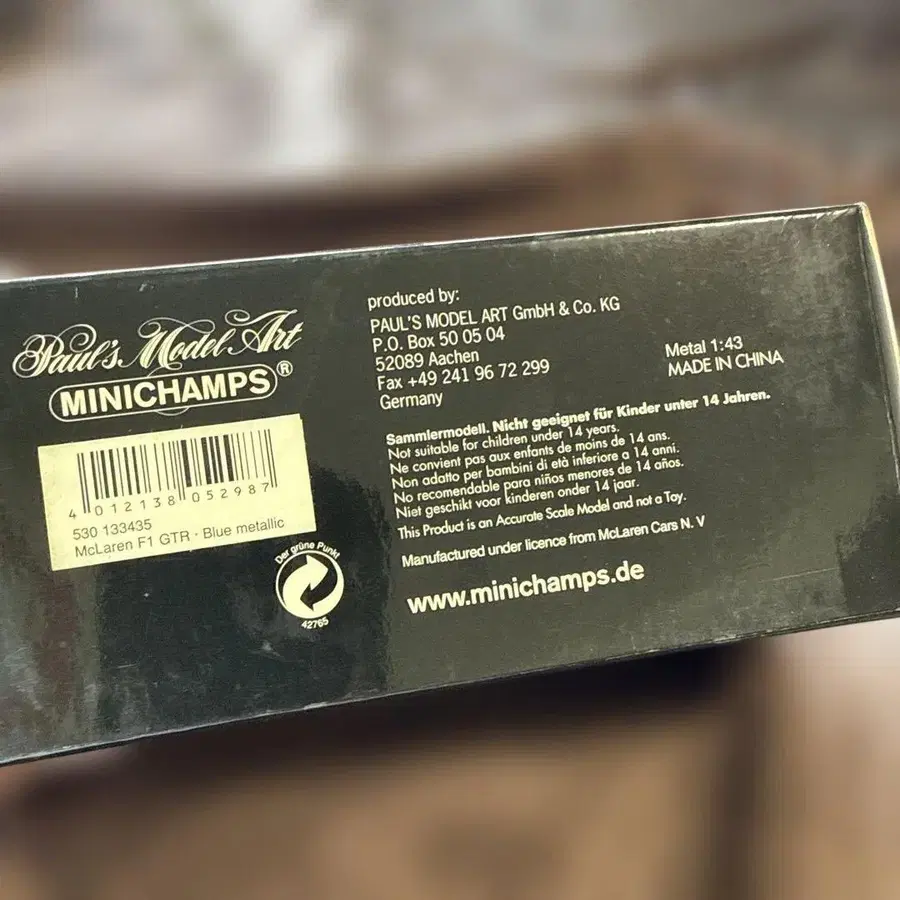 Paul's Model Art
MINICHAMPS®
4 012138 052987
530 133435
McLaren F1 GTR · Blue metallic
Der grüne Punkt
42765
produced by:
PAUL'S MODEL ART GmbH & Co. KG
P.O. Box 50 05 04
52089 Aachen
Fax +49 241 96 72 299
Germany
Metal 1:43
MADE IN CHINA
Sammlermodell. Nicht geeignet für Kinder unter 14 Jahren.
Not suitable for children under 14 years.
Ne convient pas aux enfants de moins de 14 ans.
Non adatto per bambini di età inferiore a 14 anni.
No recomendable para niños menores de 14 años.
Niet geschikt voor kinderen onder 14 jaar.
This Product is an Accurate Scale Model and not a Toy.
Manufactured under licence from McLaren Cars N. V
www.minichamps.de